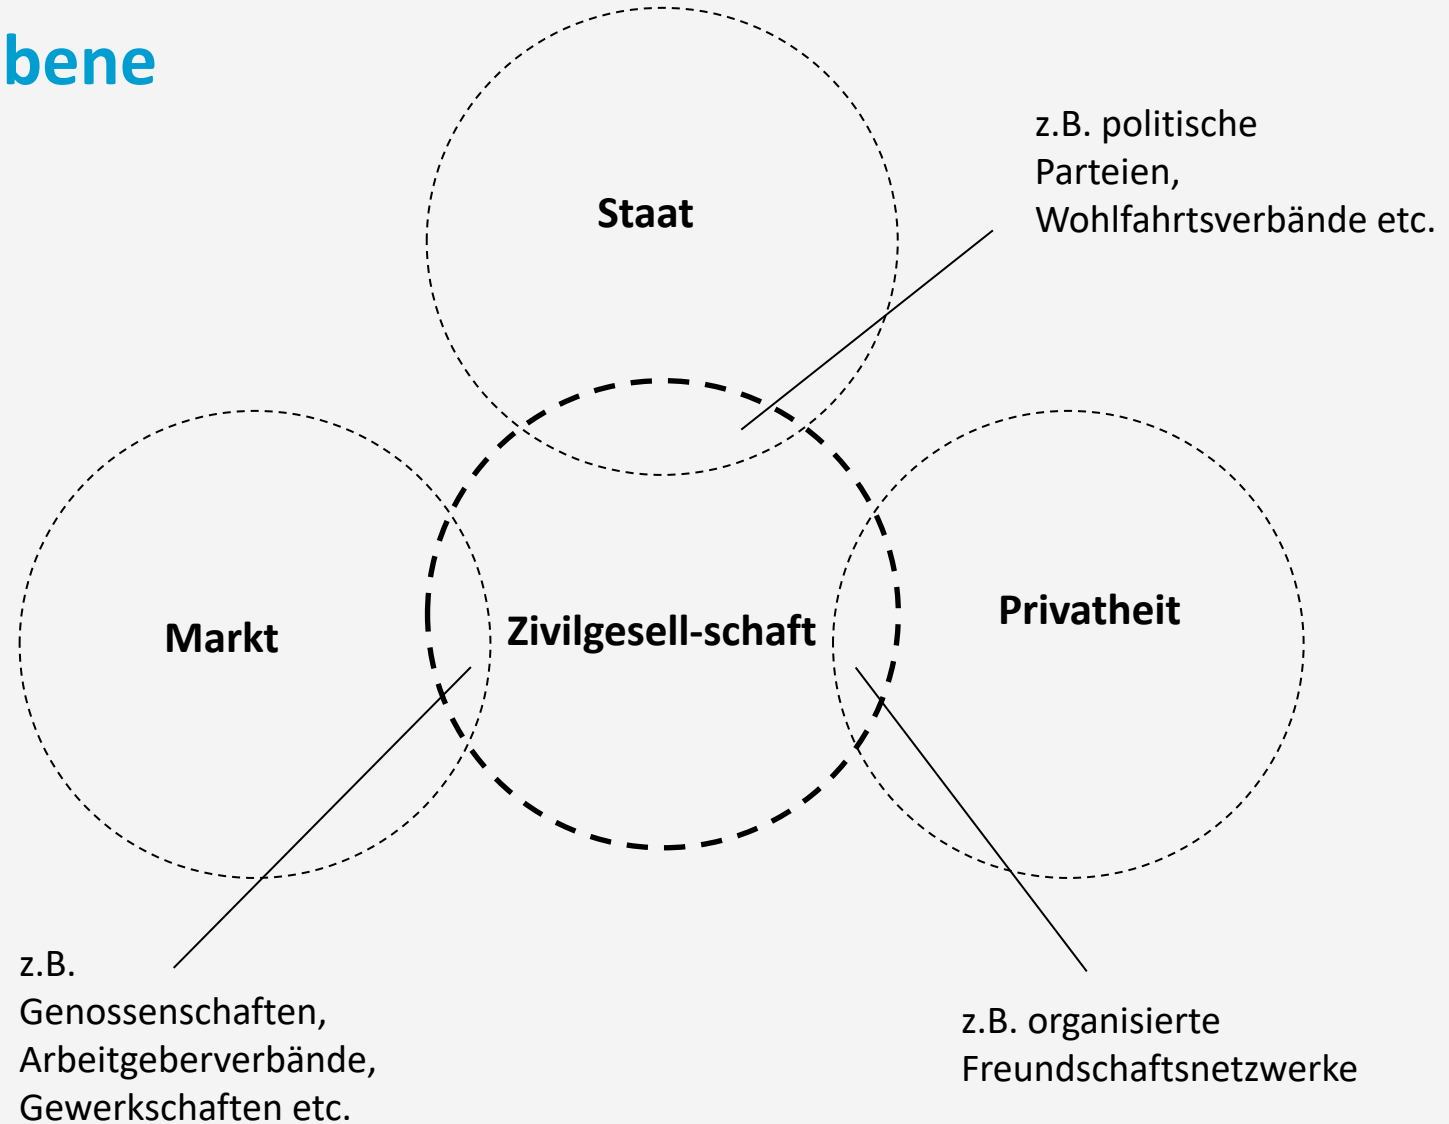 bene
z.B. politische
Parteien,
Wohlfahrtsverbände etc.
Staat
Markt
Zivilgesell-schaft
Privatheit
z.B.
Genossenschaften,
Arbeitgeberverbände,
Gewerkschaften etc.
z.B. organisierte
Freundschaftsnetzwerke